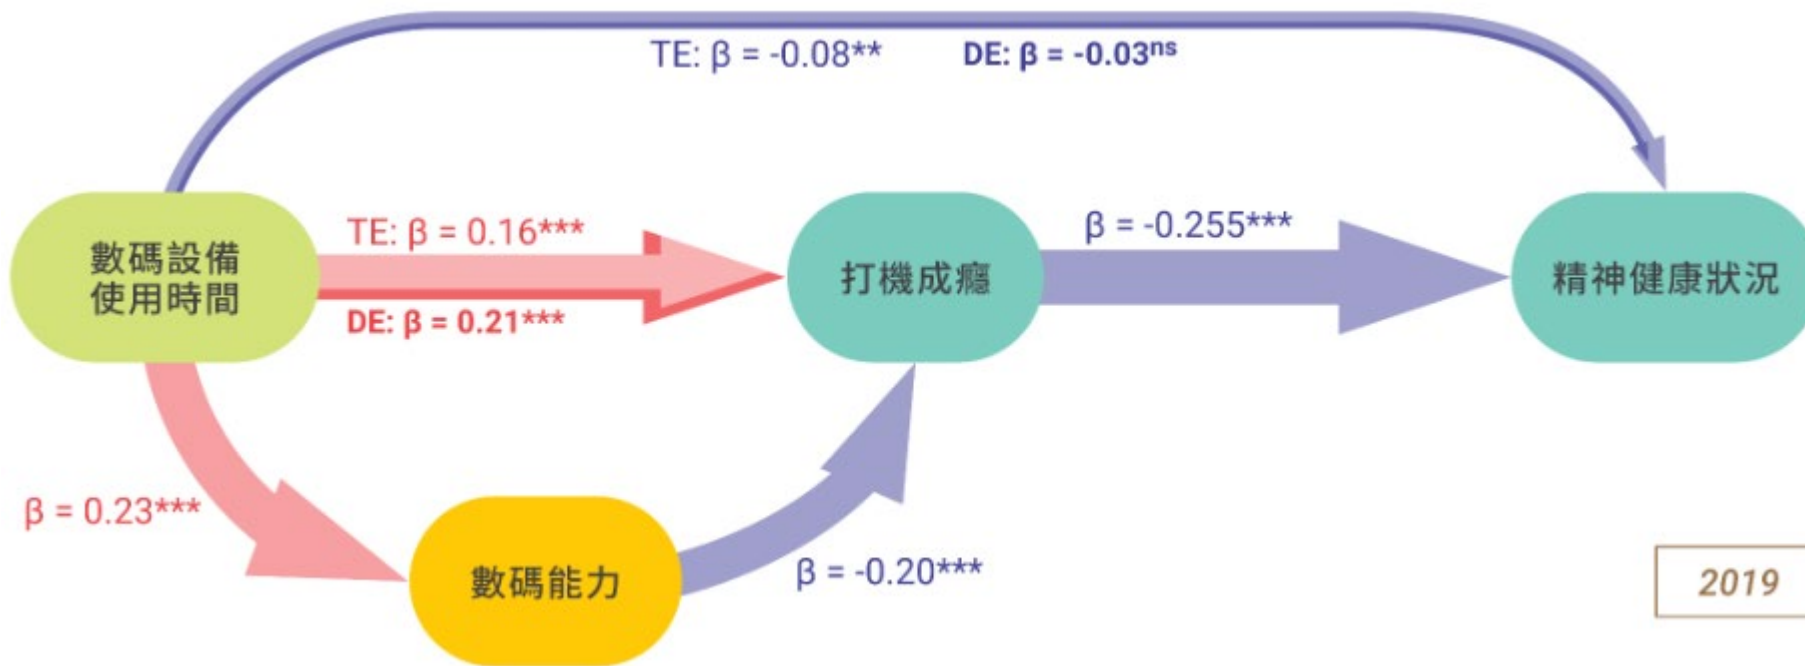 TE: β = -0.08** DE: β = -0.03ⁿˢ
數碼設備
使用時間
TE: β = 0.16***
DE: β = 0.21***
打機成癮
β = -0.255***
精神健康狀況
β = 0.23***
數碼能力
β = -0.20***
2019